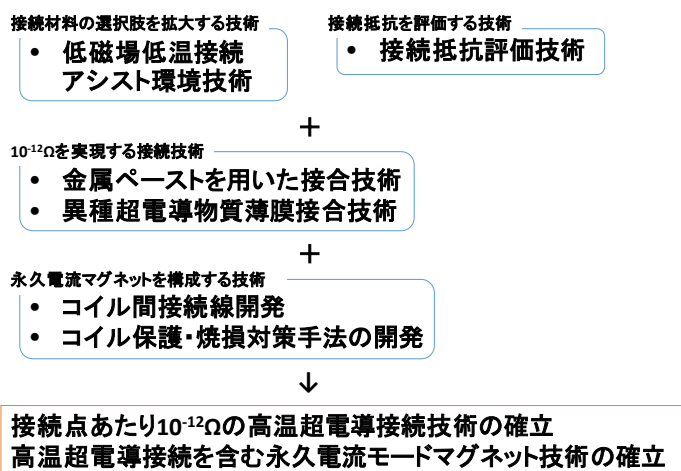 接続材料の選択肢を拡大する技術
• 低磁場低温接続
アシスト環境技術
接続抵抗を評価する技術
• 接続抵抗評価技術
＋
10⁻¹²Ωを実現する接続技術
• 金属ペーストを用いた接合技術
• 異種超電導物質薄膜接合技術
＋
永久電流マグネットを構成する技術
• コイル間接続線開発
• コイル保護・焼損対策手法の開発
↓
接続点あたり10⁻¹²Ωの高温超電導接続技術の確立
高温超電導接続を含む永久電流モードマグネット技術の確立